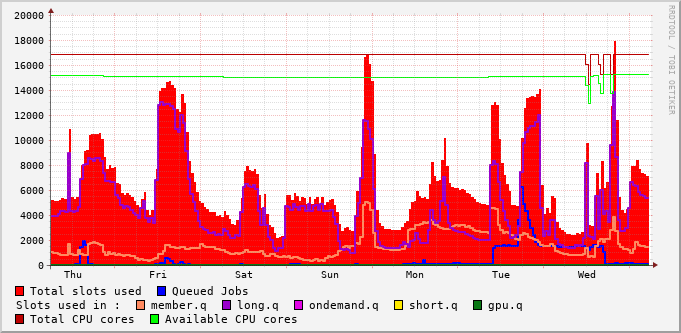 20000
18000
16000
14000
12000
10000
8000
6000
4000
2000
0
Thu Fri Sat Sun Mon Tue Wed
RRDTOOL / TOBI OETIKER
Total slots used Queued Jobs
Slots used in : member.q long.q ondemand.q short.q gpu.q
Total CPU cores Available CPU cores